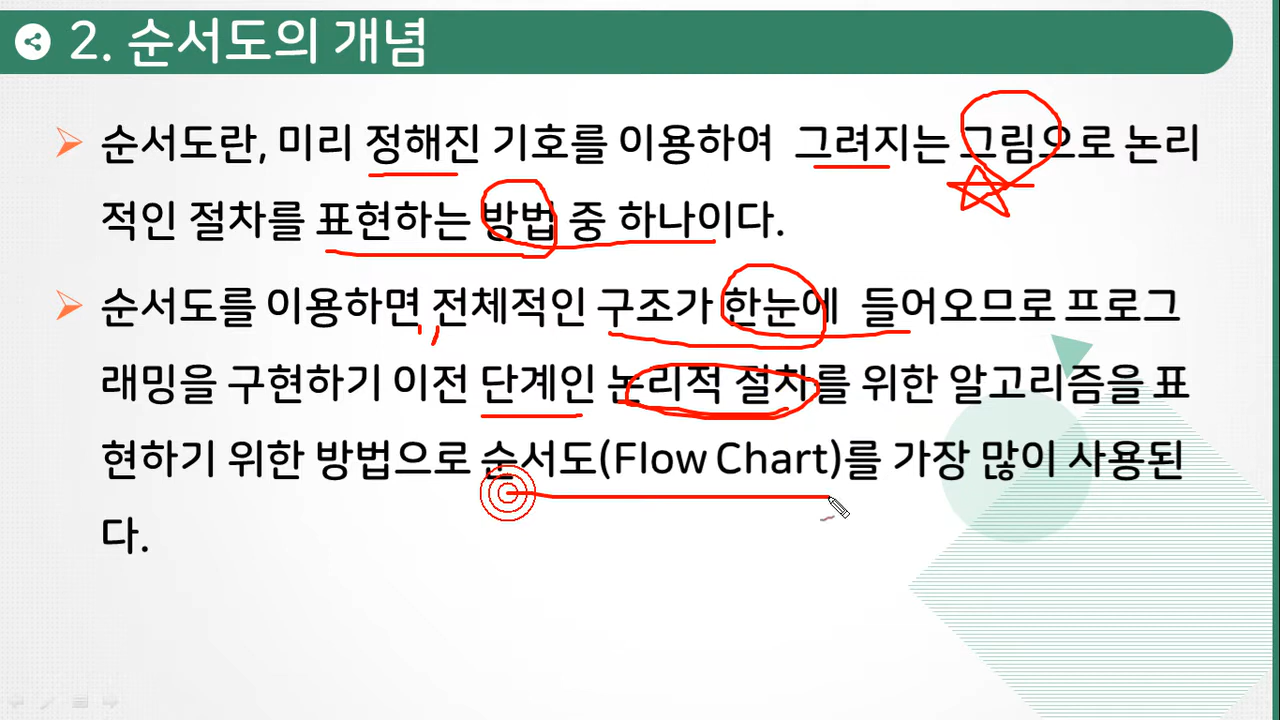 2. 순서도의 개념
순서도란, 미리 정해진 기호를 이용하여 그려지는 그림으로 논리
적인 절차를 표현하는 방법 중 하나이다.
순서도를 이용하면, 전체적인 구조가 한눈에 들어오므로 프로그
래밍을 구현하기 이전 단계인 논리적 절차를 위한 알고리즘을 표
현하기 위한 방법으로 순서도(Flow Chart)를 가장 많이 사용된
다.